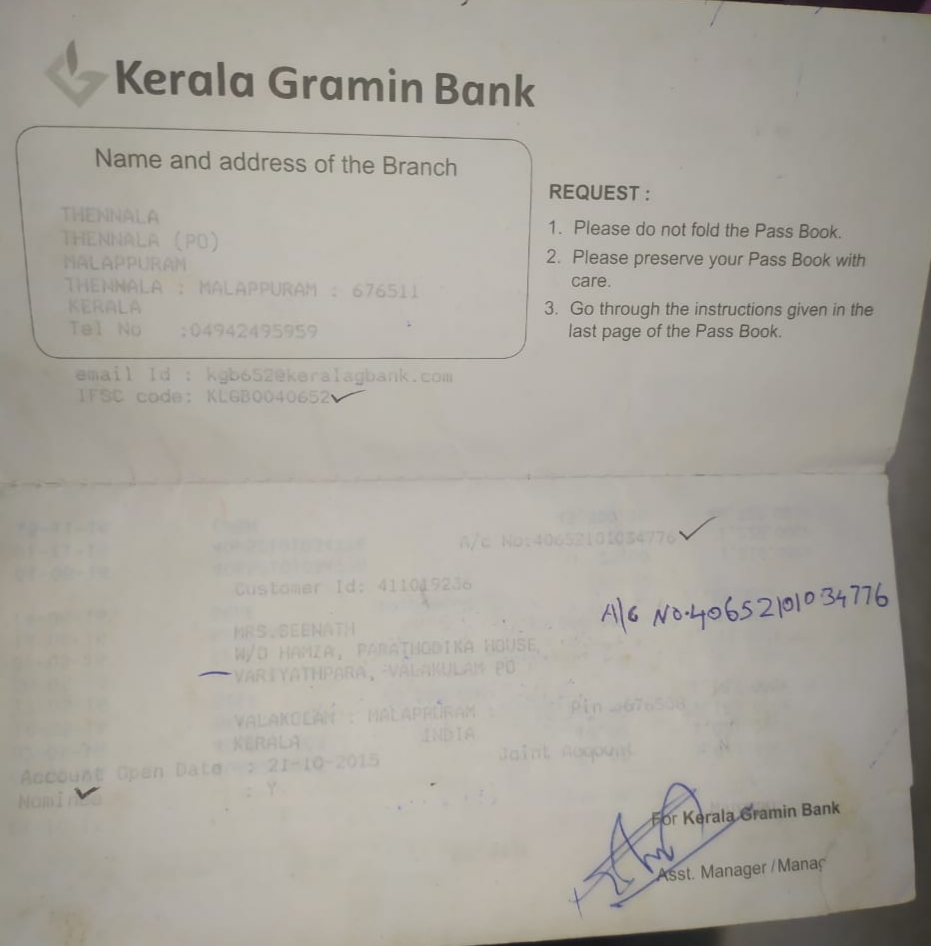 Kerala Gramin Bank
Name and address of the Branch
THENNALA
THENNALA (PO)
MALAPPURAM
THENNALA : MALAPPURAM : 676511
KERALA
Tel No :04942495959
email Id : kgb652@keralagbank.com
IFSC code: KLGB0040652
REQUEST :
1. Please do not fold the Pass Book.
2. Please preserve your Pass Book with
care.
3. Go through the instructions given in the
last page of the Pass Book.
A/c No:40652101034776
Customer Id: 411019236
A/c No.40652101034776
MRS.SEENATH
W/O HAMZA, PARATHODIKA HOUSE,
VARIYATHPARA, VALAKULAM PO
VALAKULAM : MALAPPURAM : Pin :
KERALA INDIA
Account Open Date : 21-10-2015 Joint Account : N
Nominee : Y
For Kerala Gramin Bank
Asst. Manager / Manag